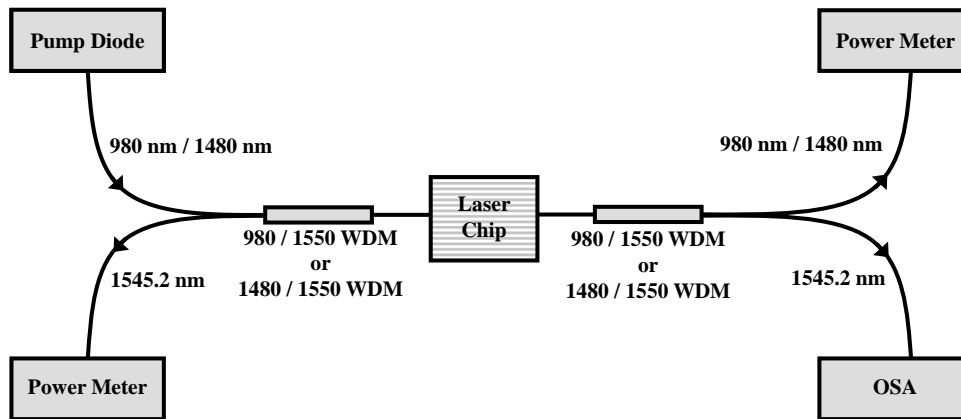 Pump Diode
Power Meter
980 nm / 1480 nm
980 nm / 1480 nm
Laser
Chip
980 / 1550 WDM
or
1480 / 1550 WDM
980 / 1550 WDM
or
1480 / 1550 WDM
1545.2 nm
1545.2 nm
Power Meter
OSA